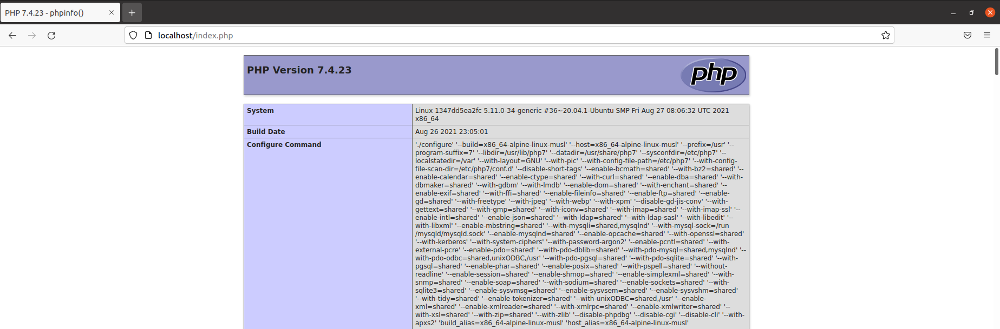 PHP 7.4.23 - phpinfo()
localhost/index.php
PHP Version 7.4.23
php
System
Linux 1347dd5ea2fc 5.11.0-34-generic #36~20.04.1-Ubuntu SMP Fri Aug 27 08:06:32 UTC 2021
x86_64
Build Date
Aug 26 2021 23:05:01
Configure Command
'./configure' '--build=x86_64-alpine-linux-musl' '--host=x86_64-alpine-linux-musl' '--prefix=/usr' '--
program-suffix=7' '--libdir=/usr/lib/php7' '--datadir=/usr/share/php7' '--sysconfdir=/etc/php7' '--
localstatedir=/var' '--with-layout=GNU' '--with-pic' '--with-config-file-path=/etc/php7' '--with-config-
file-scan-dir=/etc/php7/conf.d' '--disable-short-tags' '--enable-bcmath=shared' '--with-bz2=shared' '--
enable-calendar=shared' '--enable-ctype=shared' '--with-curl=shared' '--enable-dba=shared' '--with-
dbmaker=shared' '--with-gdbm' '--with-lmdb' '--enable-dom=shared' '--with-enchant=shared' '--
enable-exif=shared' '--with-ffi=shared' '--enable-fileinfo=shared' '--enable-ftp=shared' '--enable-
gd=shared' '--with-freetype' '--with-jpeg' '--with-webp' '--with-xpm' '--disable-gd-jis-conv' '--with-
gettext=shared' '--with-gmp=shared' '--with-iconv=shared' '--with-imap=shared' '--with-imap-ssl' '--
enable-intl=shared' '--enable-json=shared' '--with-ldap=shared' '--with-ldap-sasl' '--with-libedit' '--
with-libxml' '--enable-mbstring=shared' '--with-mysqli=shared,mysqlnd' '--with-mysql-sock=/run
/mysqld/mysqld.sock' '--enable-mysqlnd=shared' '--enable-opcache=shared' '--with-openssl=shared'
'--with-kerberos' '--with-system-ciphers' '--with-password-argon2' '--enable-pcntl=shared' '--with-
external-pcre' '--enable-pdo=shared' '--with-pdo-dblib=shared' '--with-pdo-mysql=shared,mysqlnd' '--
with-pdo-odbc=shared,unixODBC,/usr' '--with-pdo-pgsql=shared' '--with-pdo-sqlite=shared' '--with-
pgsql=shared' '--enable-phar=shared' '--enable-posix=shared' '--with-pspell=shared' '--without-
readline' '--enable-session=shared' '--enable-shmop=shared' '--enable-simplexml=shared' '--with-
snmp=shared' '--enable-soap=shared' '--with-sodium=shared' '--enable-sockets=shared' '--with-
sqlite3=shared' '--enable-sysvmsg=shared' '--enable-sysvsem=shared' '--enable-sysvshm=shared'
'--with-tidy=shared' '--enable-tokenizer=shared' '--with-unixODBC=shared,/usr' '--enable-
xml=shared' '--enable-xmlreader=shared' '--with-xmlrpc=shared' '--enable-xmlwriter=shared' '--
with-xsl=shared' '--with-zip=shared' '--with-zlib' '--disable-phpdbg' '--disable-cgi' '--disable-cli' '--with-
apxs2' 'build_alias=x86_64-alpine-linux-musl' 'host_alias=x86_64-alpine-linux-musl'